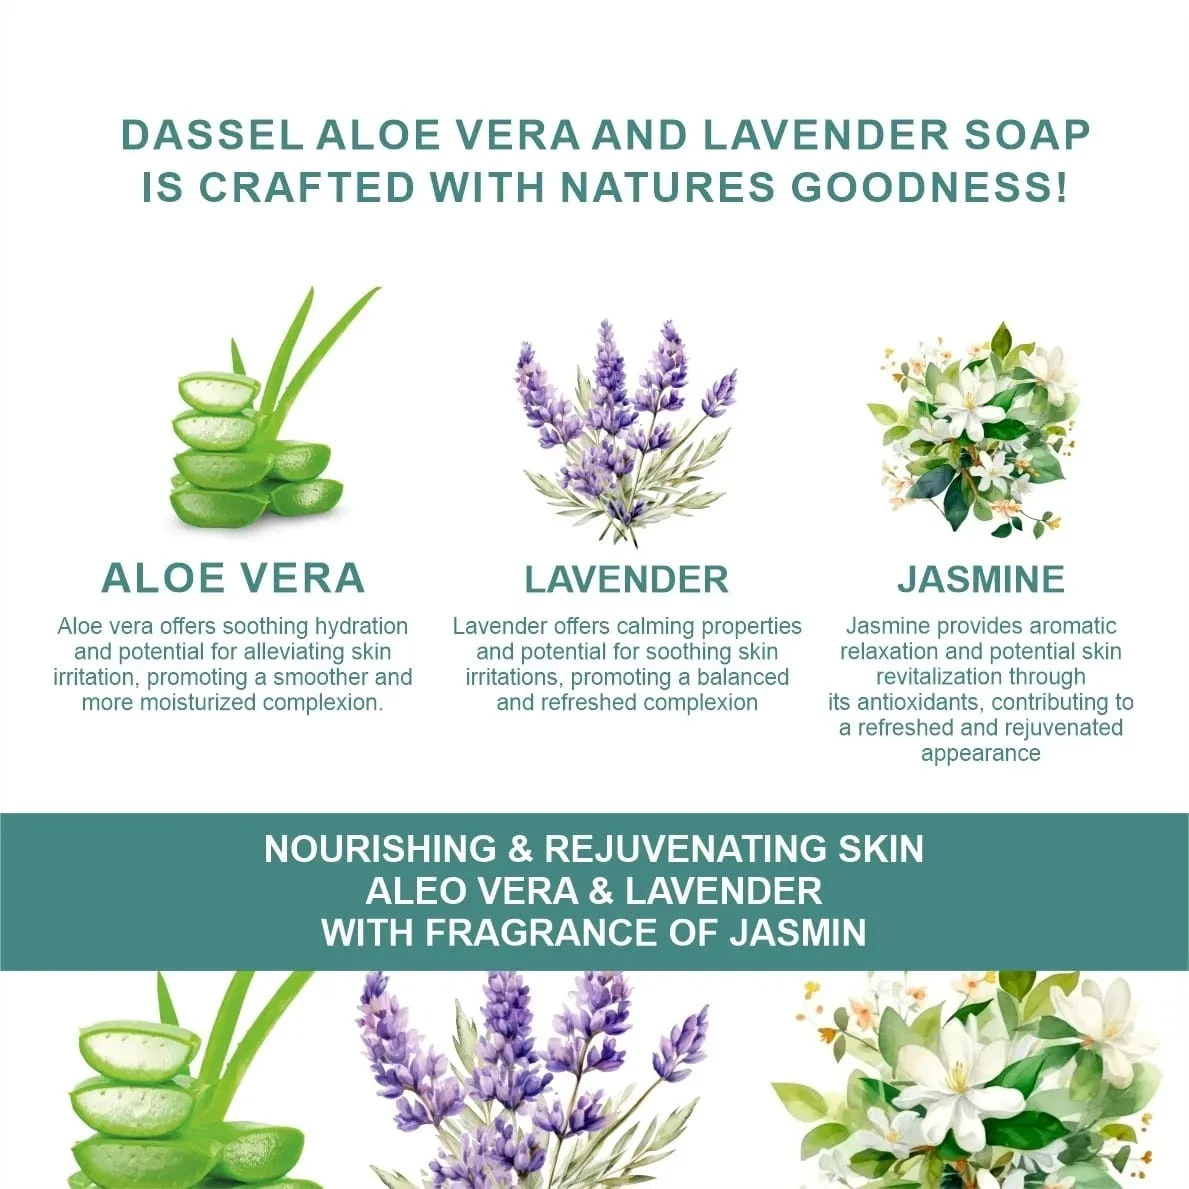 DASSEL ALOE VERA AND LAVENDER SOAP
IS CRAFTED WITH NATURES GOODNESS!
ALOE VERA
Aloe vera offers soothing hydration
and potential for alleviating skin
irritation, promoting a smoother and
more moisturized complexion.
LAVENDER
Lavender offers calming properties
and potential for soothing skin
irritations, promoting a balanced
and refreshed complexion
JASMINE
Jasmine provides aromatic
relaxation and potential skin
revitalization through
its antioxidants, contributing to
a refreshed and rejuvenated
appearance
NOURISHING & REJUVENATING SKIN
ALEO VERA & LAVENDER
WITH FRAGRANCE OF JASMIN